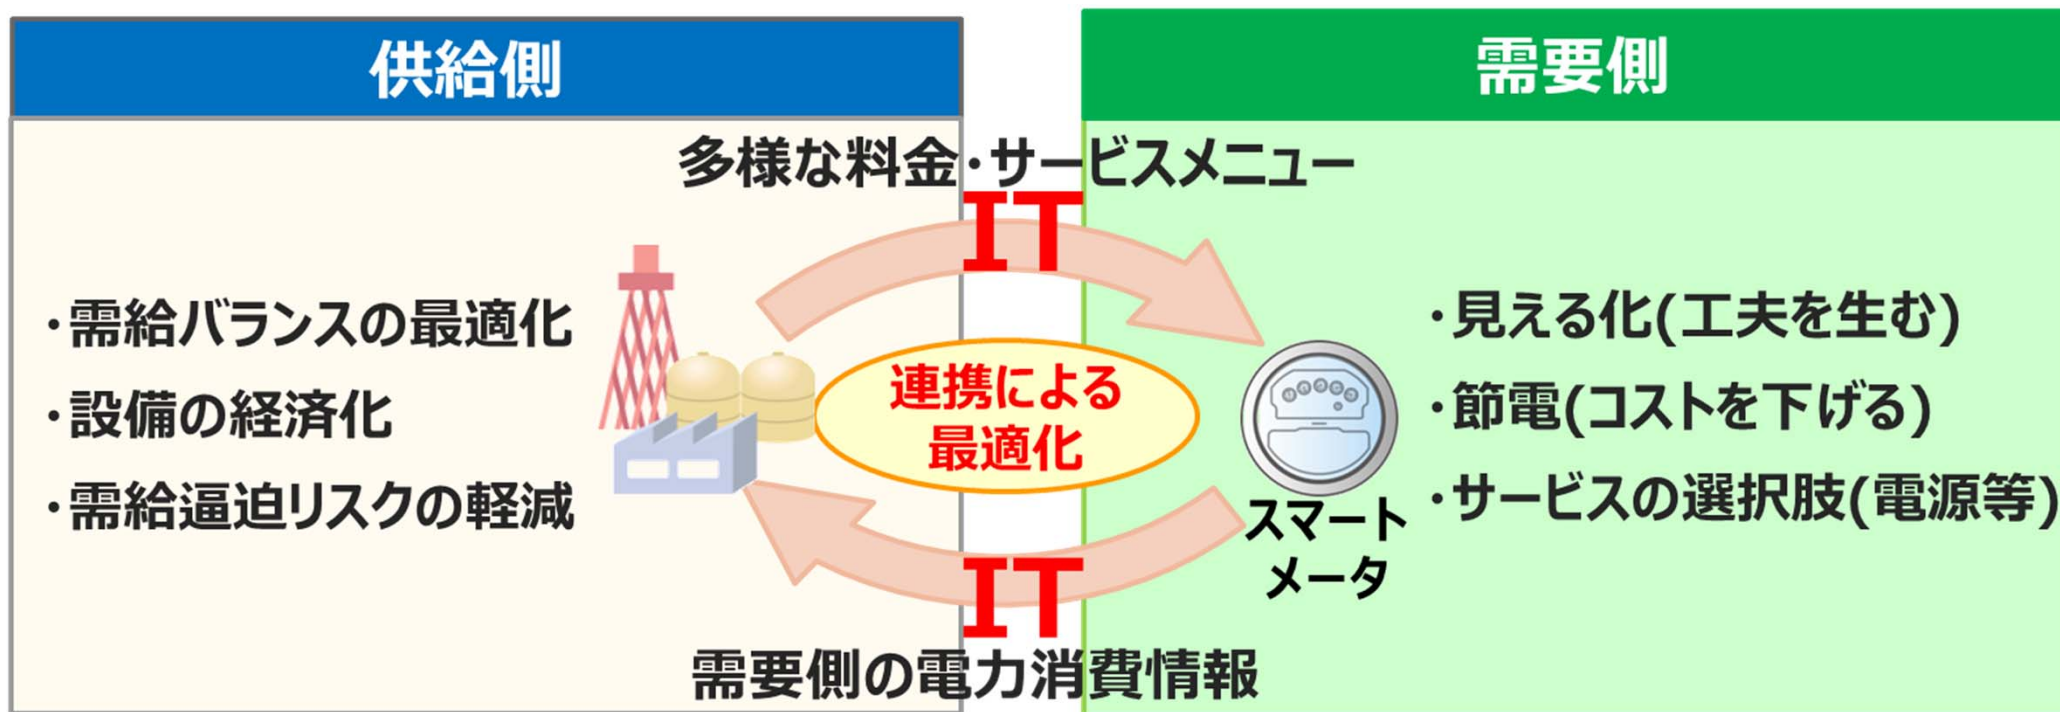 供給側
需要側
多様な料金・サービスメニュー
IT
・需給バランスの最適化
・設備の経済化
・需給逼迫リスクの軽減
連携による
最適化
スマート
メータ
・見える化(工夫を生む)
・節電(コストを下げる)
・サービスの選択肢(電源等)
IT
需要側の電力消費情報